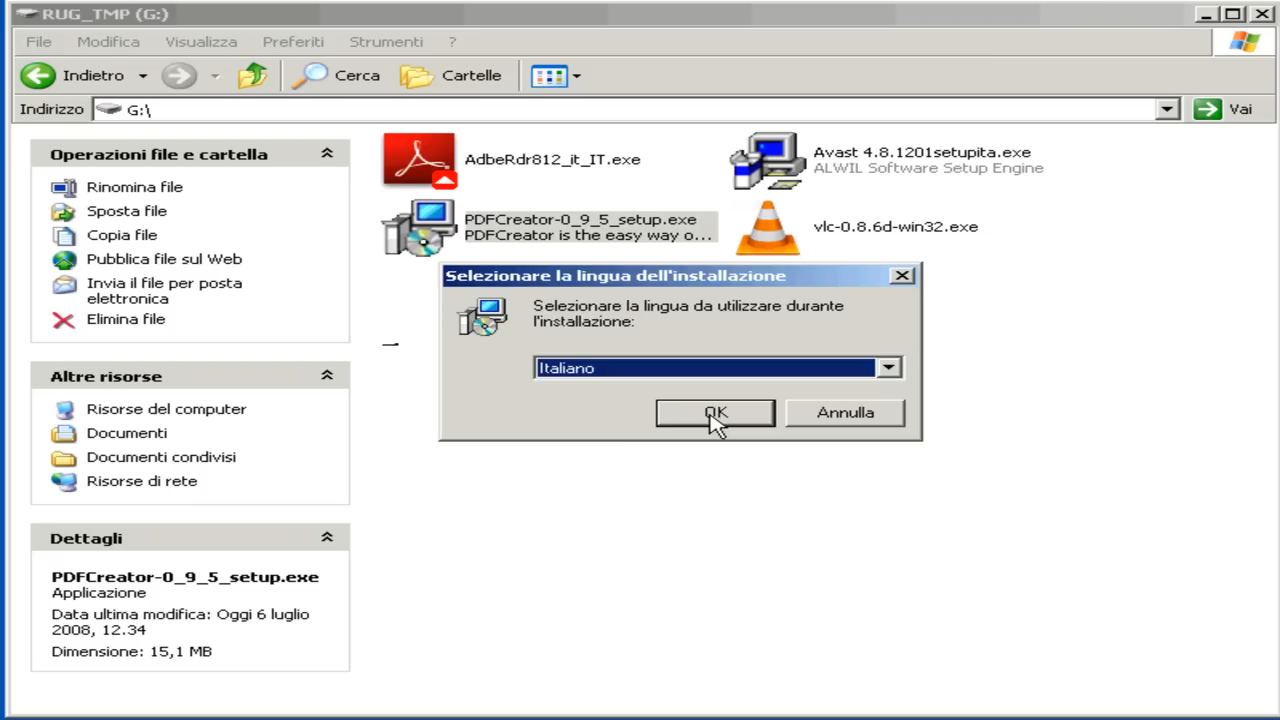 RUG_TMP (G:)
File Modifica Visualizza Preferiti Strumenti ?
Indietro Cerca Cartelle
Indirizzo G:\ Vai
Operazioni file e cartella
Rinomina file
Sposta file
Copia file
Pubblica file sul Web
Invia il file per posta
elettronica
Elimina file
Altre risorse
Risorse del computer
Documenti
Documenti condivisi
Risorse di rete
Dettagli
PDFCreator-0_9_5_setup.exe
Applicazione
Data ultima modifica: Oggi 6 luglio
2008, 12.34
Dimensione: 15,1 MB
AdbeRdr812_it_IT.exe
Avast 4.8.1201setupita.exe
ALWIL Software Setup Engine
PDFCreator-0_9_5_setup.exe
PDFCreator is the easy way o...
vlc-0.8.6d-win32.exe
Selezionare la lingua dell'installazione
Selezionare la lingua da utilizzare durante
l'installazione:
Italiano
OK Annulla